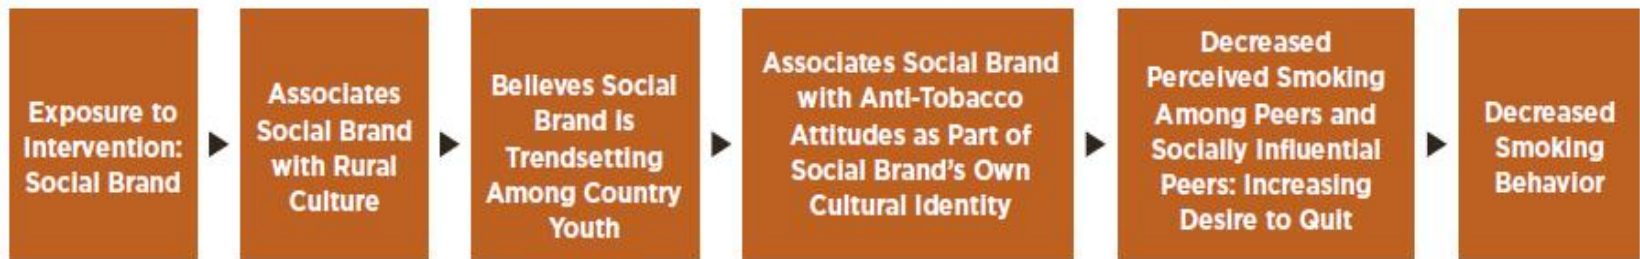 Exposure to
Intervention:
Social Brand
Associates
Social Brand
with Rural
Culture
Believes Social
Brand is
Trendsetting
Among Country
Youth
Associates Social Brand
with Anti-Tobacco
Attitudes as Part of
Social Brand's Own
Cultural Identity
Decreased
Perceived Smoking
Among Peers and
Socially Influential
Peers: Increasing
Desire to Quit
Decreased
Smoking
Behavior